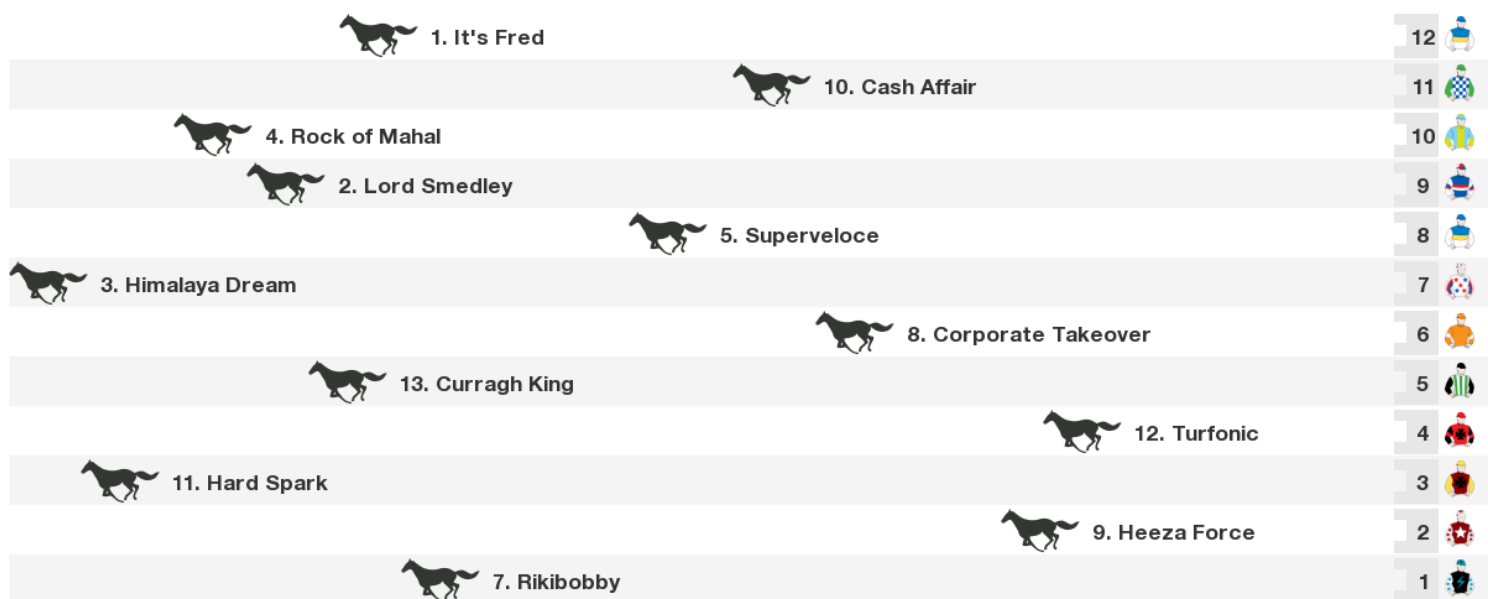 1. It's Fred 12
10. Cash Affair 11
4. Rock of Mahal 10
2. Lord Smedley 9
5. Superveloce 8
3. Himalaya Dream 7
8. Corporate Takeover 6
13. Curragh King 5
12. Turfonic 4
11. Hard Spark 3
9. Heeza Force 2
7. Rikibobby 1